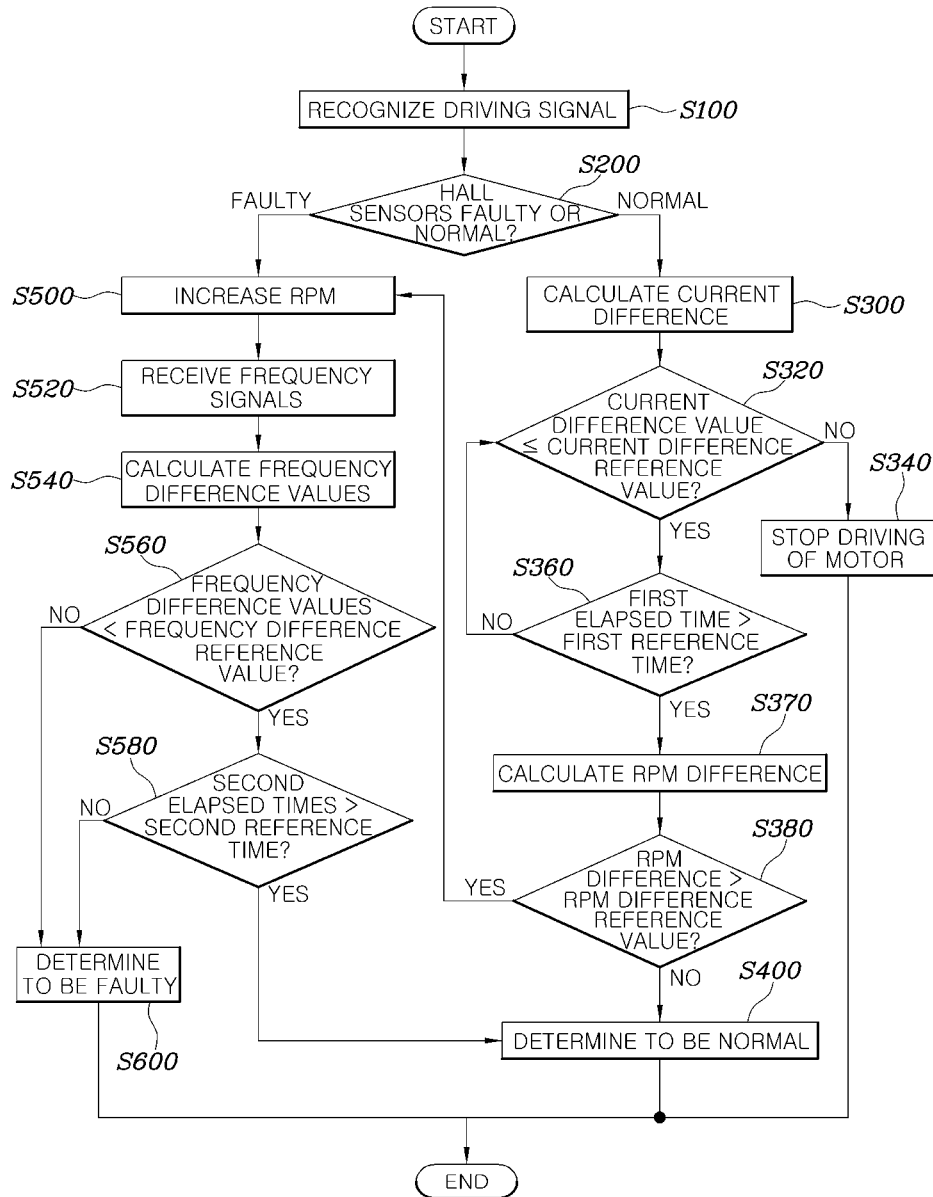 START
RECOGNIZE DRIVING SIGNAL
S100
S200
HALL
SENSORS FAULTY OR
NORMAL?
FAULTY
NORMAL
S500
INCREASE RPM
CALCULATE CURRENT
DIFFERENCE
S300
S520
RECEIVE FREQUENCY
SIGNALS
S320
CURRENT
DIFFERENCE VALUE
≤ CURRENT DIFFERENCE
REFERENCE
VALUE?
NO
YES
S340
STOP DRIVING
OF MOTOR
S540
CALCULATE FREQUENCY
DIFFERENCE VALUES
S560
FREQUENCY
DIFFERENCE VALUES
< FREQUENCY DIFFERENCE
REFERENCE
VALUE?
NO
YES
S360
FIRST
ELAPSED TIME >
FIRST REFERENCE
TIME?
NO
YES
S370
CALCULATE RPM DIFFERENCE
S580
SECOND
ELAPSED TIMES >
SECOND REFERENCE
TIME?
NO
YES
S380
RPM
DIFFERENCE >
RPM DIFFERENCE
REFERENCE
VALUE?
YES
NO
DETERMINE
TO BE FAULTY
S600
S400
DETERMINE TO BE NORMAL
END